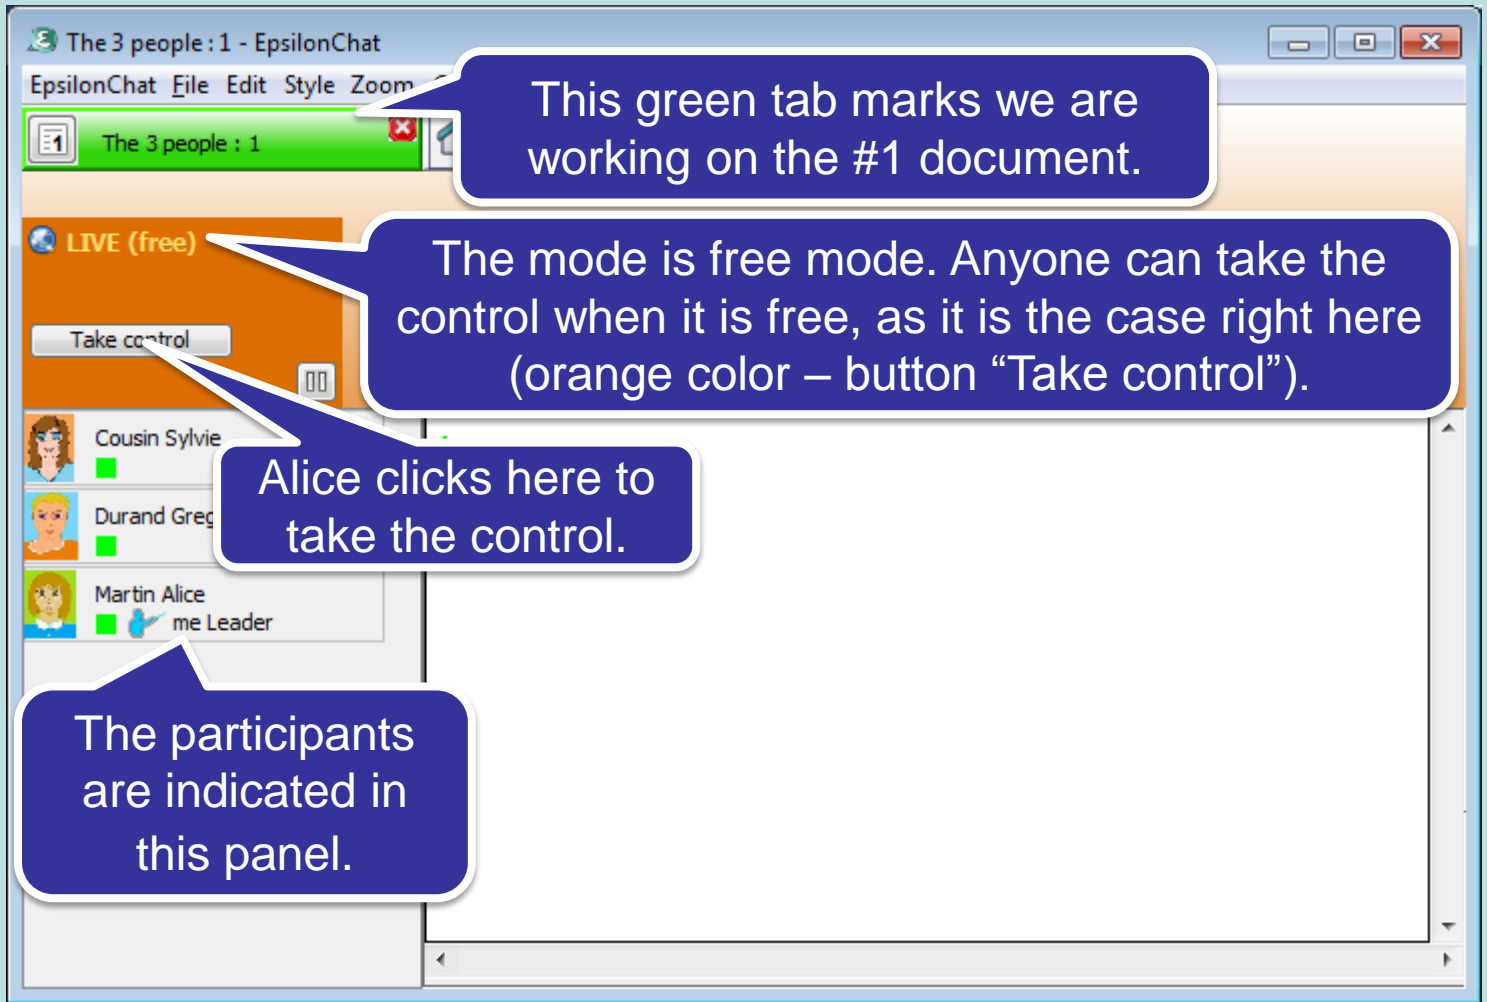 The 3 people : 1 - EpsilonChat
EpsilonChat File Edit Style Zoom
This green tab marks we are
working on the #1 document.
1 The 3 people : 1
LIVE (free)
The mode is free mode. Anyone can take the
control when it is free, as it is the case right here
(orange color – button “Take control”).
Take control
Cousin Sylvie
Alice clicks here to
take the control.
Durand Greg
Martin Alice
me Leader
The participants
are indicated in
this panel.